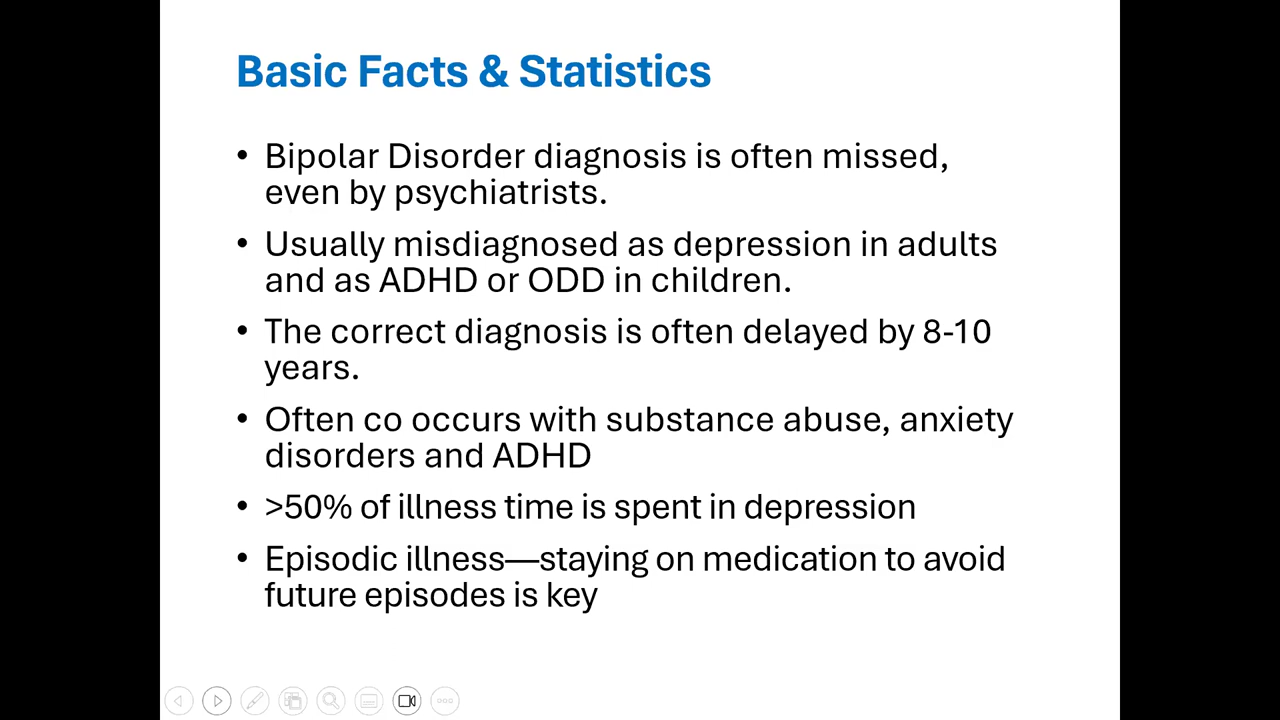 Basic Facts & Statistics
• Bipolar Disorder diagnosis is often missed,
even by psychiatrists.
• Usually misdiagnosed as depression in adults
and as ADHD or ODD in children.
• The correct diagnosis is often delayed by 8-10
years.
• Often co occurs with substance abuse, anxiety
disorders and ADHD
• >50% of illness time is spent in depression
• Episodic illness—staying on medication to avoid
future episodes is key